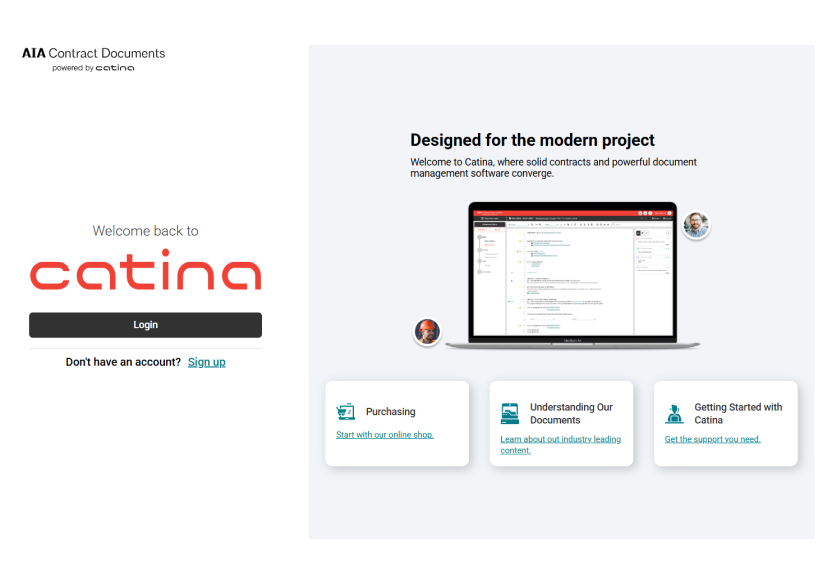 AIA Contract Documents
powered by catina
Welcome back to
catina
Login
Don't have an account? Sign up
Designed for the modern project
Welcome to Catina, where solid contracts and powerful document
management software converge.
Purchasing
Start with our online shop.
Understanding Our
Documents
Learn about out industry leading
content.
Getting Started with
Catina
Get the support you need.